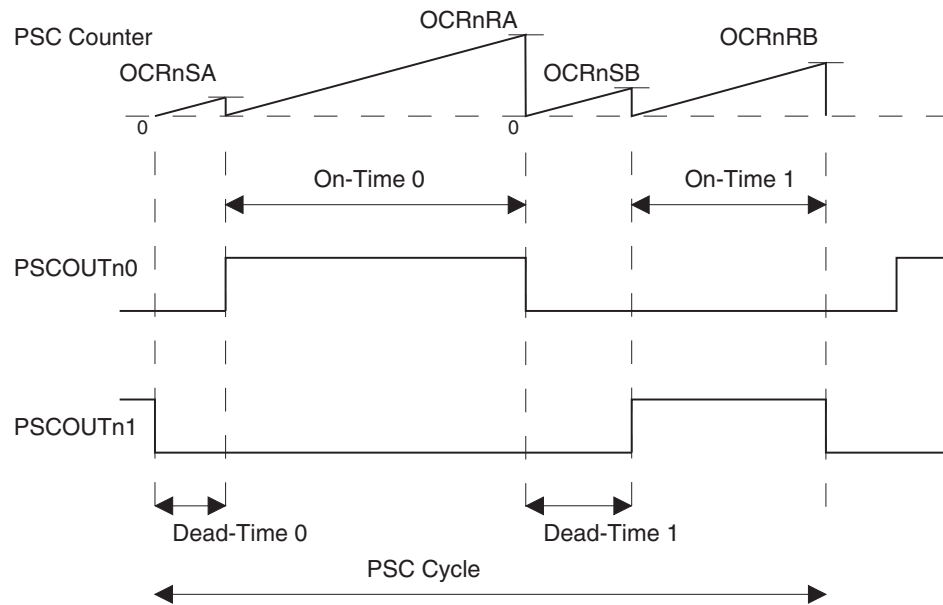 OCRnRA
PSC Counter
OCRnRB
OCRnSA
OCRnSB
0
0
On-Time 0
On-Time 1
PSCOUTn0
PSCOUTn1
Dead-Time 0
Dead-Time 1
PSC Cycle